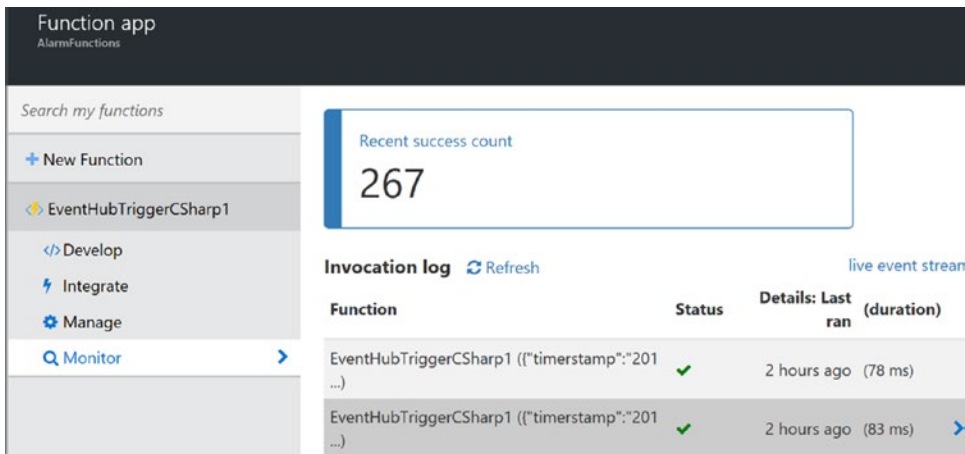 Function app
AlarmFunctions
Search my functions
+ New Function
EventHubTriggerCSharp1
</> Develop
Integrate
Manage
Monitor
Recent success count
267
Invocation log Refresh live event stream
Function Status Details: Last ran (duration)
EventHubTriggerCSharp1 ({"timerstamp":"201
...) 2 hours ago (78 ms)
EventHubTriggerCSharp1 ({"timerstamp":"201
...) 2 hours ago (83 ms)